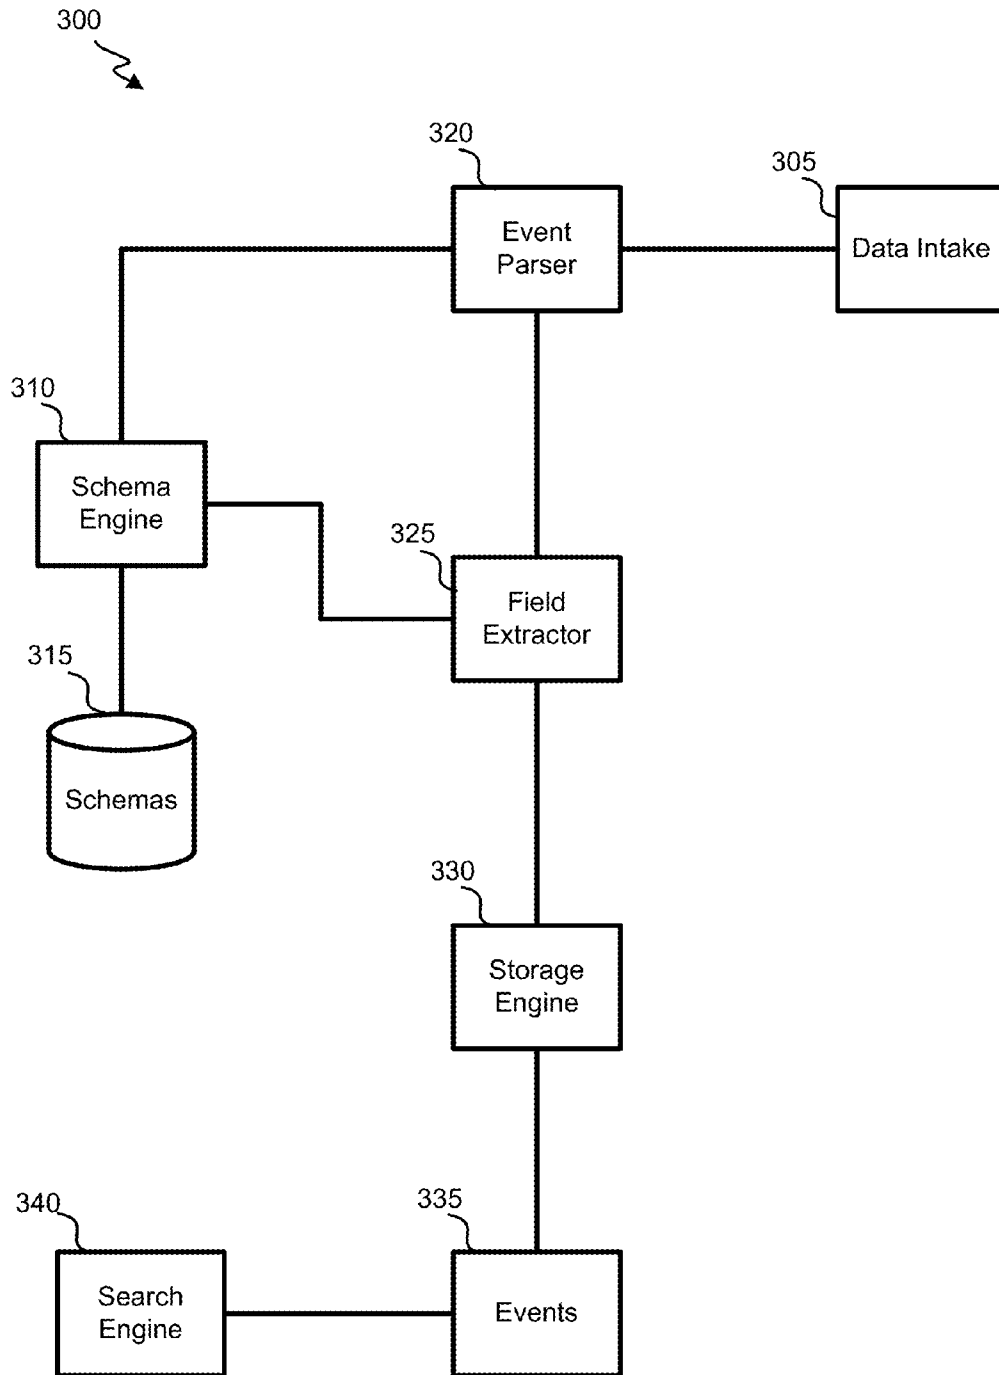 300
320
305
Event
Parser
Data Intake
310
Schema
Engine
325
Field
Extractor
315
Schemas
330
Storage
Engine
340
335
Search
Engine
Events